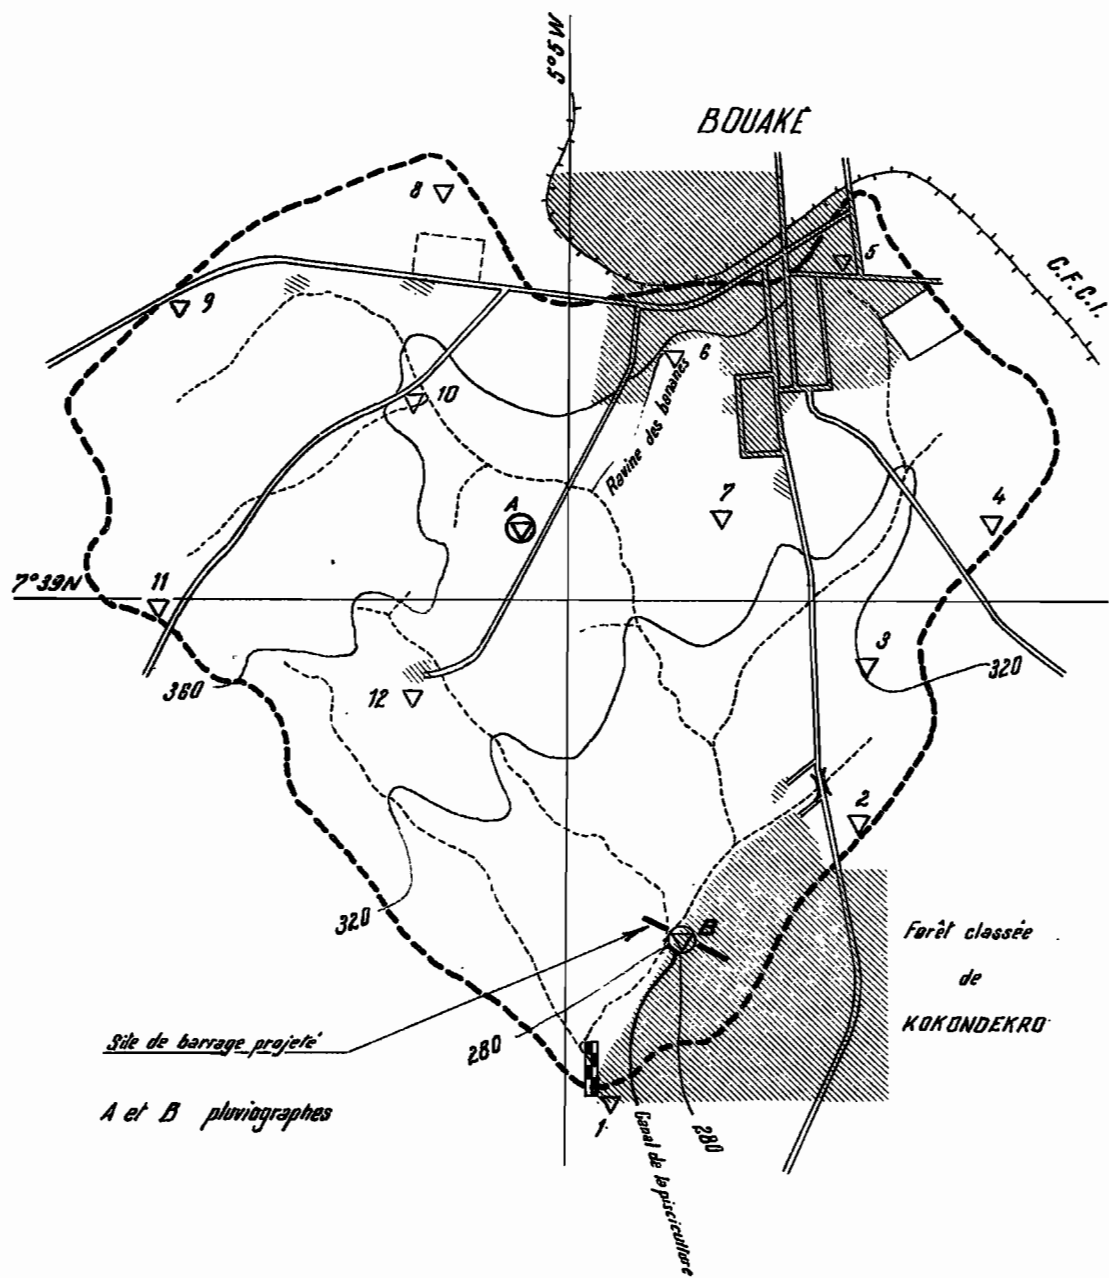 5°5W
BOUAKÉ
8
5
C.F.C.I.
9
6
10
Ravine des bananes
A
7
4
7°39N
11
3
360
320
12
2
320
B
Forêt classée
de
KOKONDEKRO
Site de barrage projeté
280
A et B pluviographes
1
280
Canal de la pisciculture